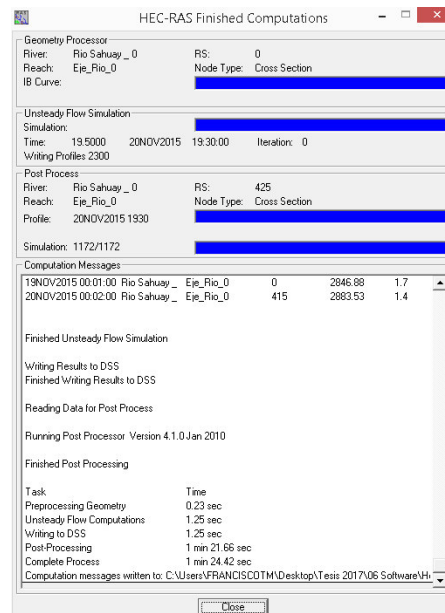 HEC-RAS Finished Computations
Geometry Processor
River: Rio Sahuay _ 0 RS: 0
Reach: Eje_Rio_0 Node Type: Cross Section
IB Curve:
Unsteady Flow Simulation
Simulation:
Time: 19.5000 20NOV2015 19:30:00 Iteration: 0
Writing Profiles 2300
Post Process
River: Rio Sahuay _ 0 RS: 425
Reach: Eje_Rio_0 Node Type: Cross Section
Profile: 20NOV2015 1930
Simulation: 1172/1172
Computation Messages
19NOV2015 00:01:00 Rio Sahuay _ Eje_Rio_0 0 2846.88 1.7
20NOV2015 00:02:00 Rio Sahuay _ Eje_Rio_0 415 2883.53 1.4
Finished Unsteady Flow Simulation
Writing Results to DSS
Finished Writing Results to DSS
Reading Data for Post Process
Running Post Processor Version 4.1.0 Jan 2010
Finished Post Processing
Task Time
Preprocessing Geometry 0.23 sec
Unsteady Flow Computations 1.25 sec
Writing to DSS 1.25 sec
Post-Processing 1 min 21.66 sec
Complete Process 1 min 24.42 sec
Computation messages written to: C:\Users\FRANCISCOTM\Desktop\Tesis 2017\06 Software\H
Close